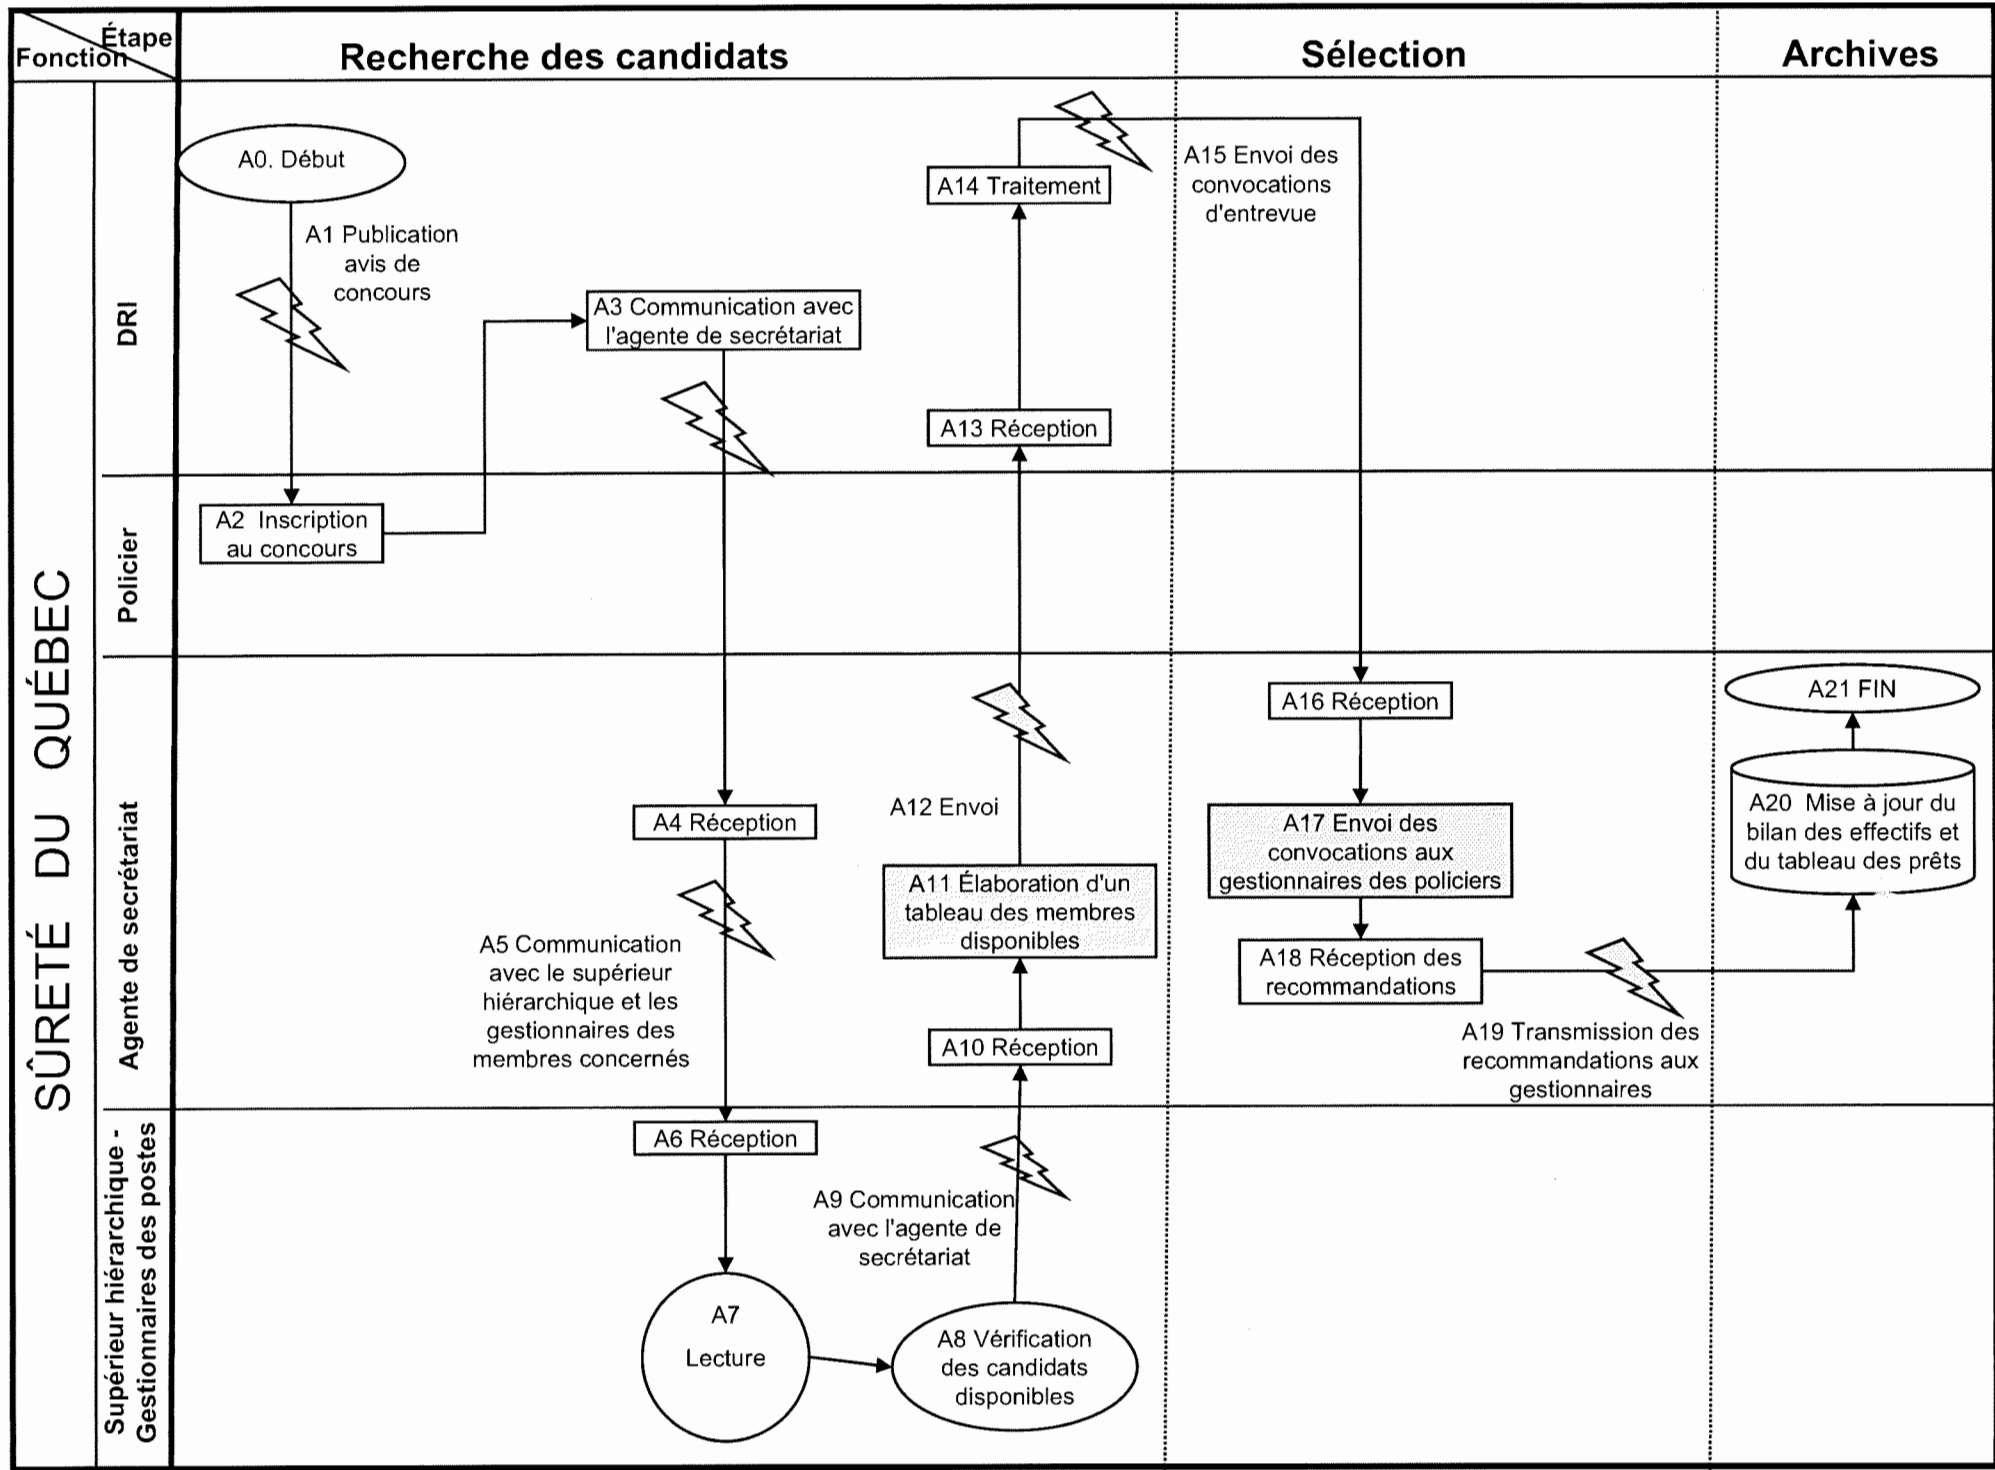 Étape
Fonction
Recherche des candidats
Sélection
Archives
SÛRETÉ DU QUÉBEC
DRI
Policier
Agente de secrétariat
Supérieur hiérarchique -
Gestionnaires des postes
A0. Début
A1 Publication
avis de
concours
A2 Inscription
au concours
A3 Communication avec
l'agente de secrétariat
A4 Réception
A5 Communication
avec le supérieur
hiérarchique et les
gestionnaires des
membres concernés
A6 Réception
A7
Lecture
A8 Vérification
des candidats
disponibles
A9 Communication
avec l'agente de
secrétariat
A10 Réception
A11 Élaboration d'un
tableau des membres
disponibles
A12 Envoi
A13 Réception
A14 Traitement
A15 Envoi des
convocations
d'entrevue
A16 Réception
A17 Envoi des
convocations aux
gestionnaires des policiers
A18 Réception des
recommandations
A19 Transmission des
recommandations aux
gestionnaires
A20 Mise à jour du
bilan des effectifs et
du tableau des prêts
A21 FIN